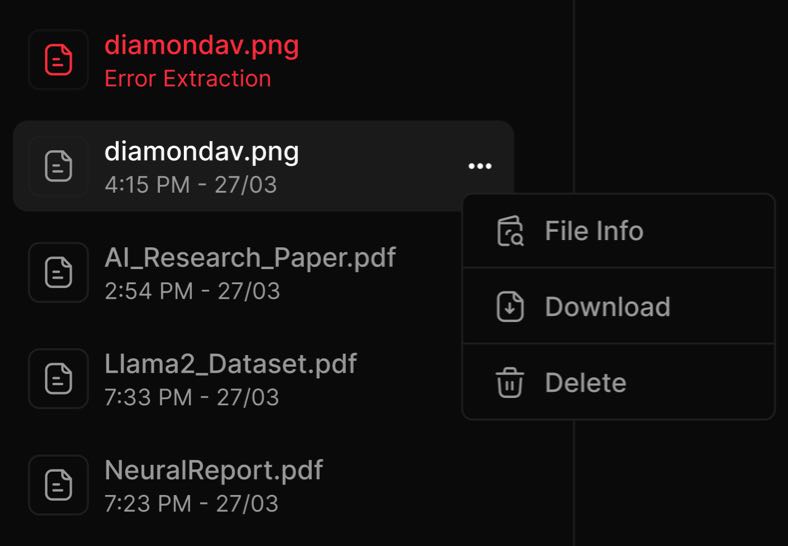 diamondav.png
Error Extraction
diamondav.png
4:15 PM - 27/03
File Info
AI_Research_Paper.pdf
2:54 PM - 27/03
Download
Llama2_Dataset.pdf
7:33 PM - 27/03
Delete
NeuralReport.pdf
7:23 PM - 27/03